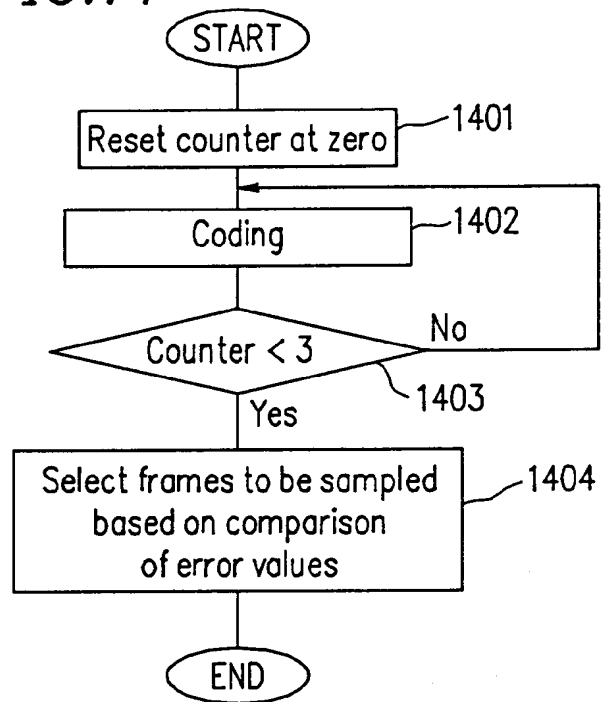 START
Reset counter at zero
1401
Coding
1402
Counter < 3
No
1403
Yes
Select frames to be sampled
based on comparison
of error values
1404
END